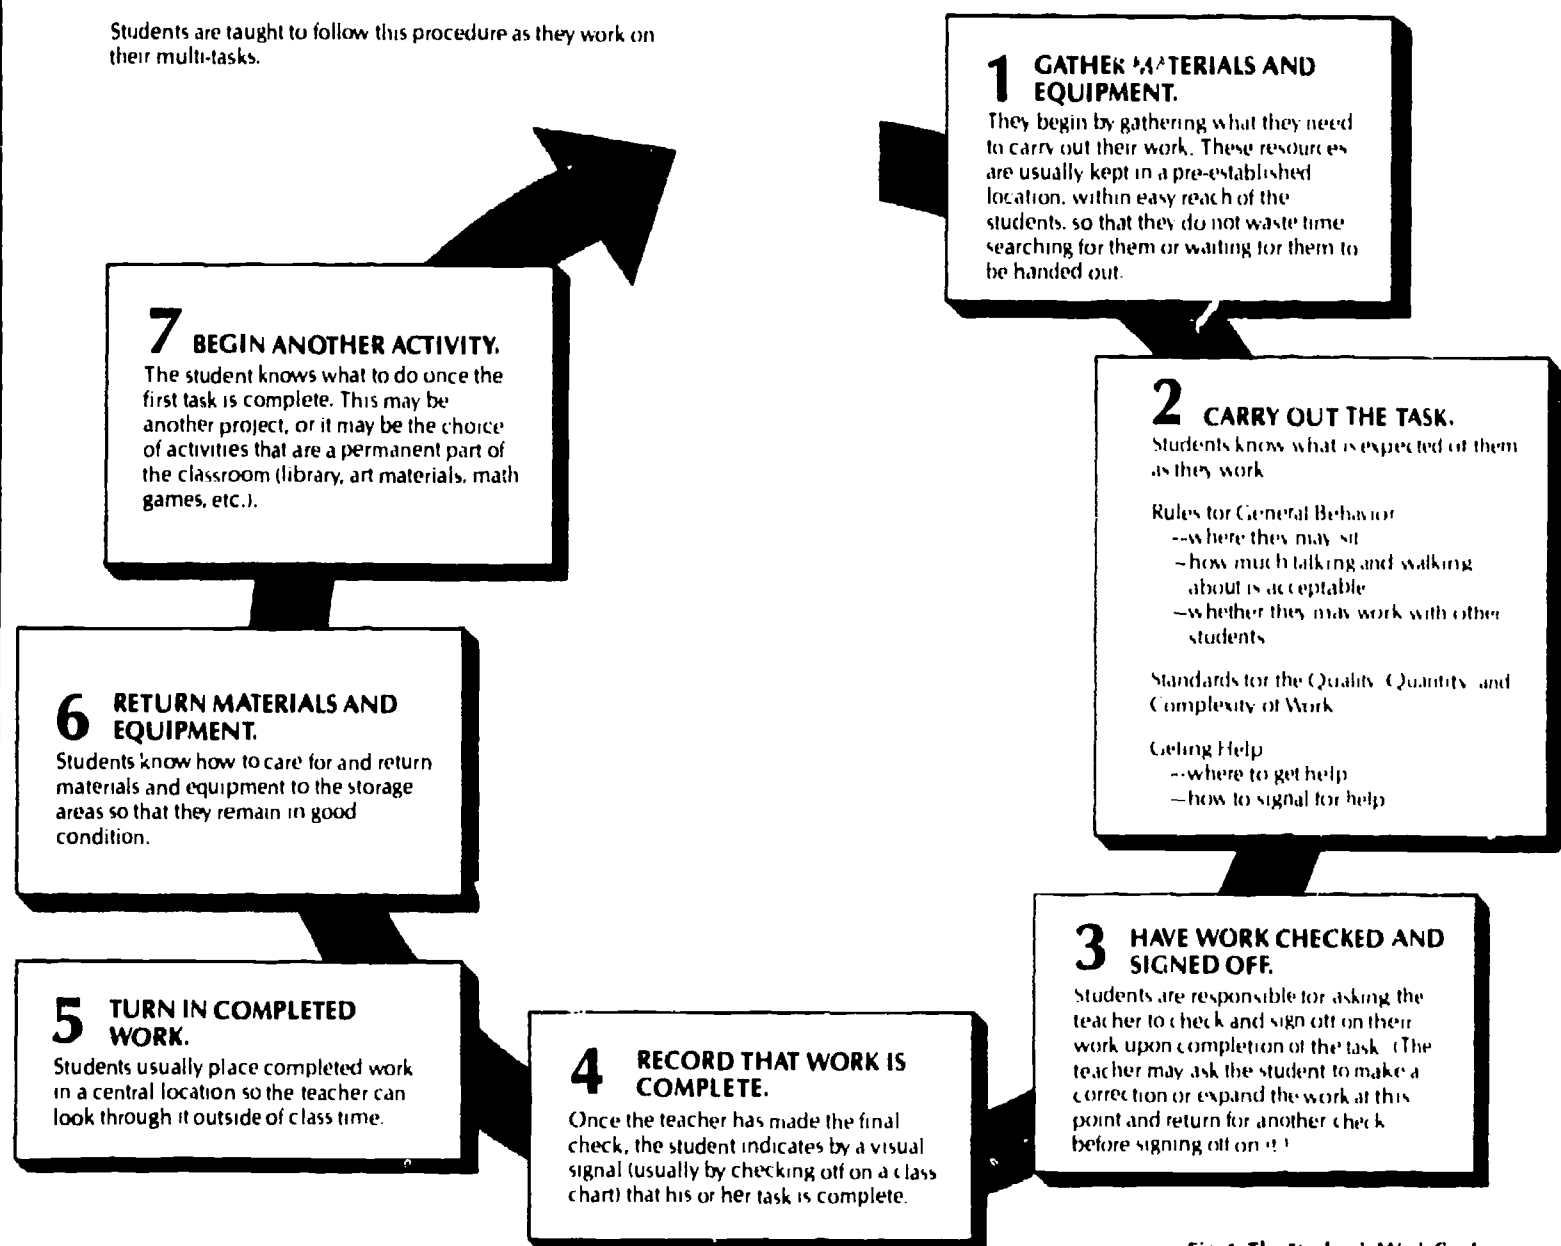 Students are taught to follow this procedure as they work on
their multi-tasks.
1 GATHER MATERIALS AND
EQUIPMENT.
They begin by gathering what they need
to carry out their work. These resources
are usually kept in a pre-established
location, within easy reach of the
students, so that they do not waste time
searching for them or waiting for them to
be handed out.
2 CARRY OUT THE TASK.
Students know what is expected of them
as they work
Rules for General Behavior
--where they may sit
–how much talking and walking
about is acceptable
–whether they may work with other
students
Standards for the Quality Quantity and
Complexity of Work
Geting Help
--where to get help
–how to signal for help
3 HAVE WORK CHECKED AND
SIGNED OFF.
Students are responsible for asking the
teacher to check and sign off on their
work upon completion of the task (The
teacher may ask the student to make a
correction or expand the work at this
point and return for another check
before signing off on
4 RECORD THAT WORK IS
COMPLETE.
Once the teacher has made the final
check, the student indicates by a visual
signal (usually by checking off on a class
chart) that his or her task is complete.
5 TURN IN COMPLETED
WORK.
Students usually place completed work
in a central location so the teacher can
look through it outside of class time.
6 RETURN MATERIALS AND
EQUIPMENT.
Students know how to care for and return
materials and equipment to the storage
areas so that they remain in good
condition.
7 BEGIN ANOTHER ACTIVITY.
The student knows what to do once the
first task is complete. This may be
another project, or it may be the choice
of activities that are a permanent part of
the classroom (library, art materials, math
games, etc.).